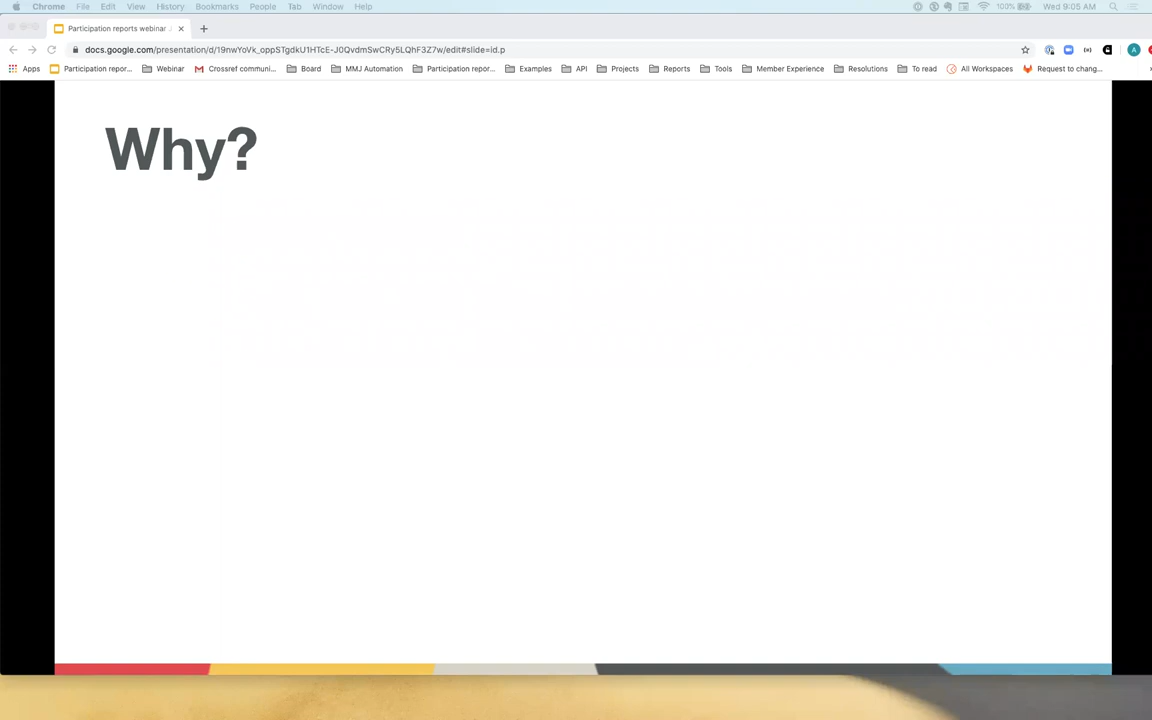 Chrome File Edit View History Bookmarks People Tab Window Help 100% Wed 9:05 AM
Participation reports webinar
docs.google.com/presentation/d/19nwYoVk_oppSTgdkU1HTcE-J0QvdmSwCRy5LQhF3Z7w/edit#slide=id.p
Apps Participation repor... Webinar Crossref communi... Board MMJ Automation Participation repor... Examples API Projects Reports Tools Member Experience Resolutions To read All Workspaces Request to chang...
Why?